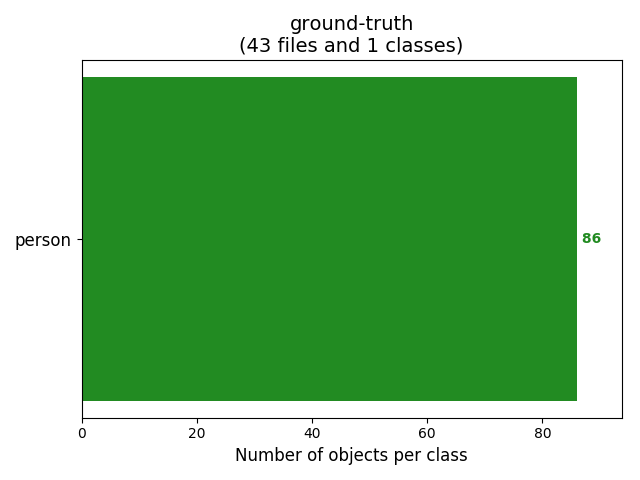 ground-truth
(43 files and 1 classes)
person
86
0 20 40 60 80
Number of objects per class